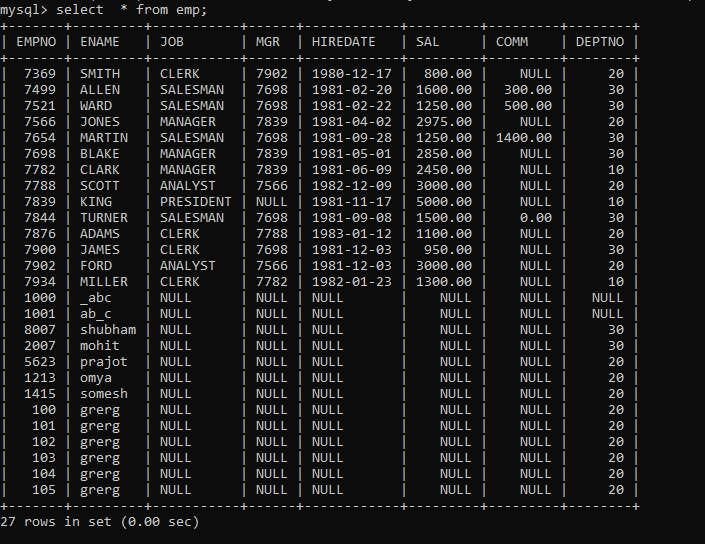 mysql> select  * from emp;
+-------+---------+-----------+------+------------+---------+---------+--------+
| EMPNO | ENAME   | JOB       | MGR  | HIREDATE   | SAL     | COMM    | DEPTNO |
+-------+---------+-----------+------+------------+---------+---------+--------+
|  7369 | SMITH   | CLERK     | 7902 | 1980-12-17 |  800.00 |    NULL |     20 |
|  7499 | ALLEN   | SALESMAN  | 7698 | 1981-02-20 | 1600.00 |  300.00 |     30 |
|  7521 | WARD    | SALESMAN  | 7698 | 1981-02-22 | 1250.00 |  500.00 |     30 |
|  7566 | JONES   | MANAGER   | 7839 | 1981-04-02 | 2975.00 |    NULL |     20 |
|  7654 | MARTIN  | SALESMAN  | 7698 | 1981-09-28 | 1250.00 | 1400.00 |     30 |
|  7698 | BLAKE   | MANAGER   | 7839 | 1981-05-01 | 2850.00 |    NULL |     30 |
|  7782 | CLARK   | MANAGER   | 7839 | 1981-06-09 | 2450.00 |    NULL |     10 |
|  7788 | SCOTT   | ANALYST   | 7566 | 1982-12-09 | 3000.00 |    NULL |     20 |
|  7839 | KING    | PRESIDENT | NULL | 1981-11-17 | 5000.00 |    NULL |     10 |
|  7844 | TURNER  | SALESMAN  | 7698 | 1981-09-08 | 1500.00 |    0.00 |     30 |
|  7876 | ADAMS   | CLERK     | 7788 | 1983-01-12 | 1100.00 |    NULL |     20 |
|  7900 | JAMES   | CLERK     | 7698 | 1981-12-03 |  950.00 |    NULL |     30 |
|  7902 | FORD    | ANALYST   | 7566 | 1981-12-03 | 3000.00 |    NULL |     20 |
|  7934 | MILLER  | CLERK     | 7782 | 1982-01-23 | 1300.00 |    NULL |     10 |
|  1000 | _abc    | NULL      | NULL | NULL       |    NULL |    NULL |   NULL |
|  1001 | ab_c    | NULL      | NULL | NULL       |    NULL |    NULL |   NULL |
|  8007 | shubham | NULL      | NULL | NULL       |    NULL |    NULL |     30 |
|  2007 | mohit   | NULL      | NULL | NULL       |    NULL |    NULL |     30 |
|  5623 | prajot  | NULL      | NULL | NULL       |    NULL |    NULL |     20 |
|  1213 | omya    | NULL      | NULL | NULL       |    NULL |    NULL |     20 |
|  1415 | somesh  | NULL      | NULL | NULL       |    NULL |    NULL |     20 |
|   100 | grerg   | NULL      | NULL | NULL       |    NULL |    NULL |     20 |
|   101 | grerg   | NULL      | NULL | NULL       |    NULL |    NULL |     20 |
|   102 | grerg   | NULL      | NULL | NULL       |    NULL |    NULL |     20 |
|   103 | grerg   | NULL      | NULL | NULL       |    NULL |    NULL |     20 |
|   104 | grerg   | NULL      | NULL | NULL       |    NULL |    NULL |     20 |
|   105 | grerg   | NULL      | NULL | NULL       |    NULL |    NULL |     20 |
+-------+---------+-----------+------+------------+---------+---------+--------+
27 rows in set (0.00 sec)